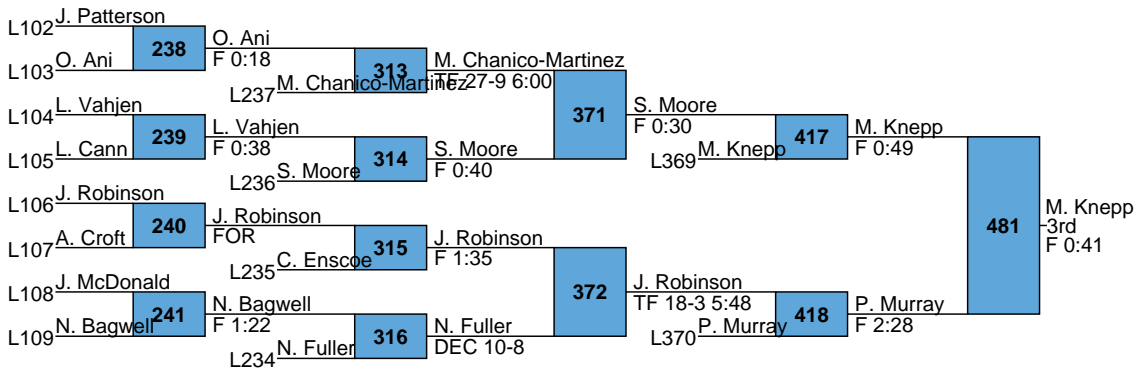 J. Patterson
L102
238
O. Ani
F 0:18
L103
O. Ani
313
M. Chanico-Martinez
TF 27-9 6:00
L237
M. Chanico-Martinez
371
S. Moore
F 0:30
L104
L. Vahjen
239
L. Vahjen
F 0:38
L105
L. Cann
314
S. Moore
F 0:40
L236
S. Moore
417
M. Knepp
F 0:49
L369
M. Knepp
481
M. Knepp
3rd
F 0:41
L106
J. Robinson
240
J. Robinson
FOR
L107
A. Croft
315
J. Robinson
F 1:35
L235
C. Enscoe
372
J. Robinson
TF 18-3 5:48
L108
J. McDonald
241
N. Bagwell
F 1:22
L109
N. Bagwell
316
N. Fuller
DEC 10-8
L234
N. Fuller
418
P. Murray
F 2:28
L370
P. Murray